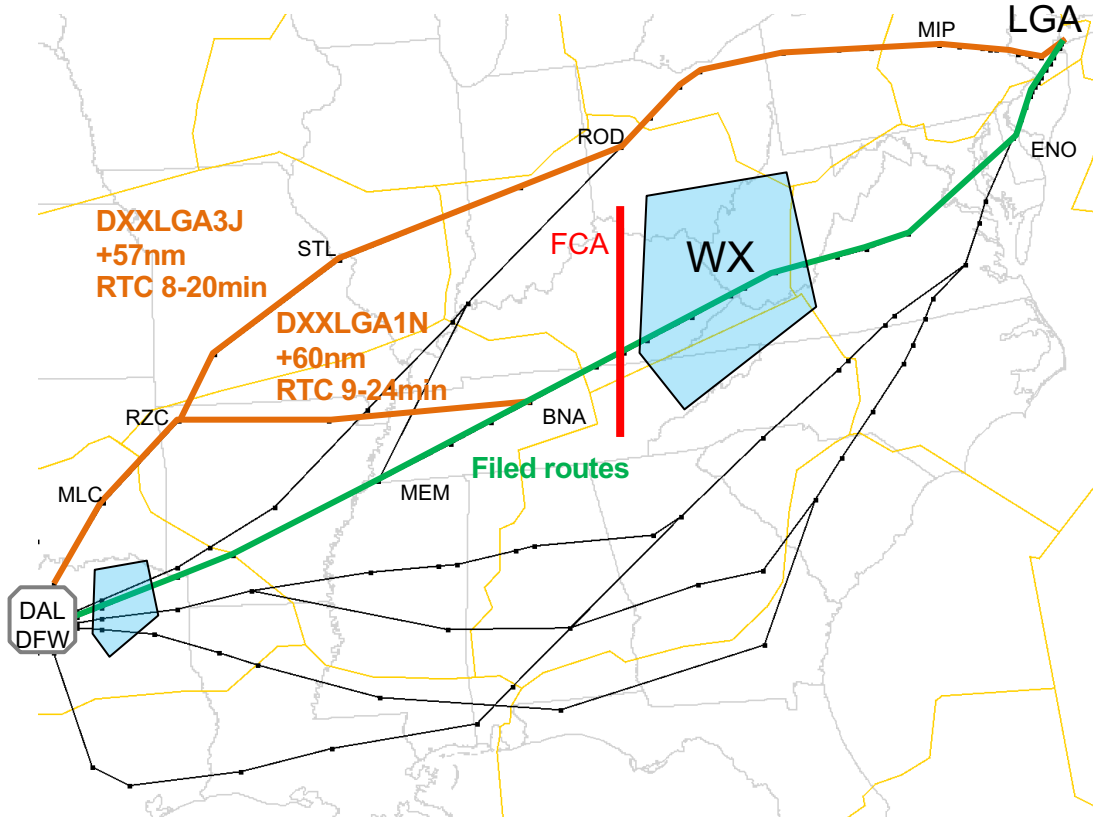 LGA
MIP
ROD
ENO
DXXLGA3J
+57nm
RTC 8-20min
STL
FCA
WX
DXXLGA1N
+60nm
RTC 9-24min
RZC
BNA
Filed routes
MLC
MEM
DAL
DFW